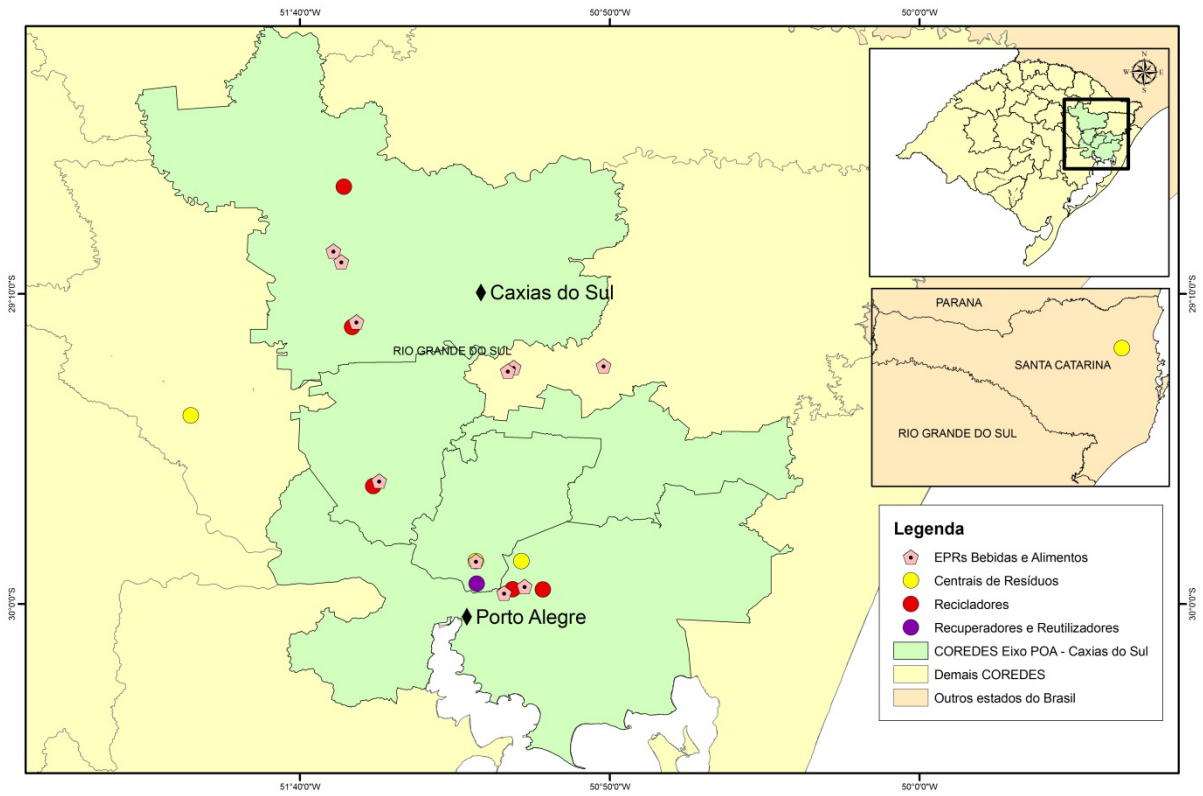 51°40'0"W
50°50'0"W
50°0'0"W
N
W
E
S
29°10'0"S
29°10'0"S
Caxias do Sul
RIO GRANDE DO SUL
PARANA
SANTA CATARINA
RIO GRANDE DO SUL
Legenda
EPRs Bebidas e Alimentos
Centrais de Resíduos
Recicladores
Recuperadores e Reutilizadores
COREDES Eixo POA - Caxias do Sul
Demais COREDES
Outros estados do Brasil
30°0'0"S
30°0'0"S
Porto Alegre
51°40'0"W
50°50'0"W
50°0'0"W